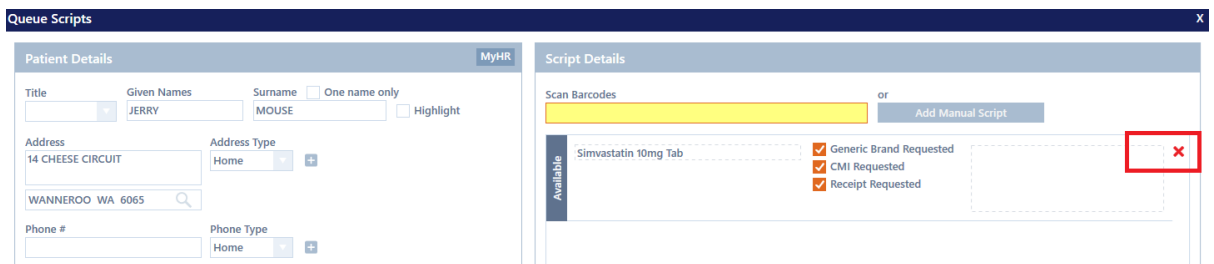 Queue Scripts X
Patient Details MyHR
Title Given Names Surname One name only
JERRY MOUSE Highlight
Address Address Type
14 CHEESE CIRCUIT Home
WANNEROO WA 6065
Phone # Phone Type
Home
Script Details
Scan Barcodes or
Add Manual Script
Available
Simvastatin 10mg Tab
Generic Brand Requested
CMI Requested
Receipt Requested